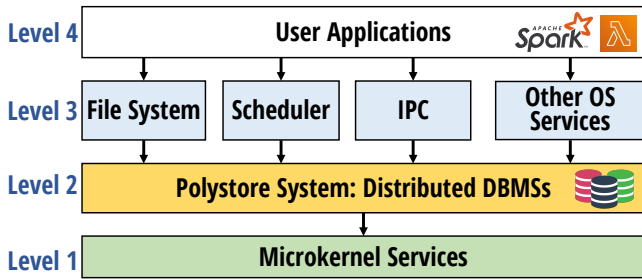 Level 4
User Applications
APACHE
Spark
Level 3
File System
Scheduler
IPC
Other OS
Services
Level 2
Polystore System: Distributed DBMSs
Level 1
Microkernel Services